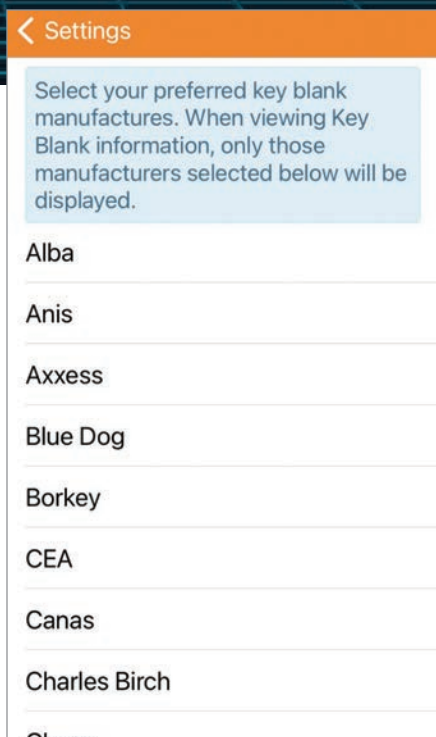 Settings
Select your preferred key blank
manufactures. When viewing Key
Blank information, only those
manufacturers selected below will be
displayed.
Alba
Anis
Axxess
Blue Dog
Borkey
CEA
Canas
Charles Birch